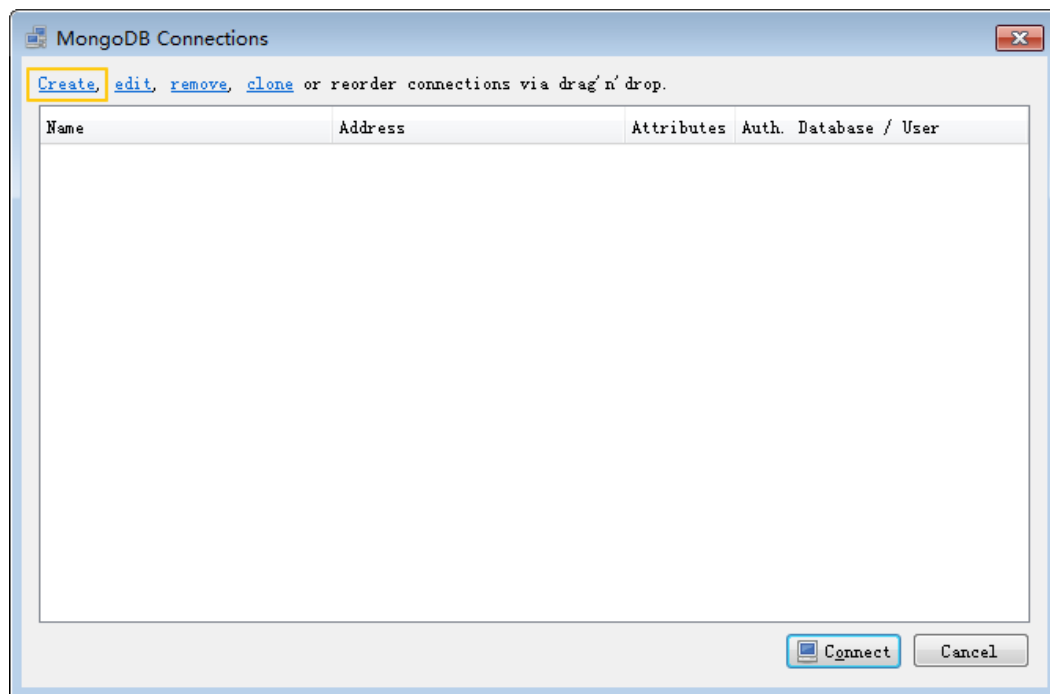 MongoDB Connections
Create, edit, remove, clone or reorder connections via drag'n'drop.
Name Address Attributes Auth. Database / User
Connect Cancel